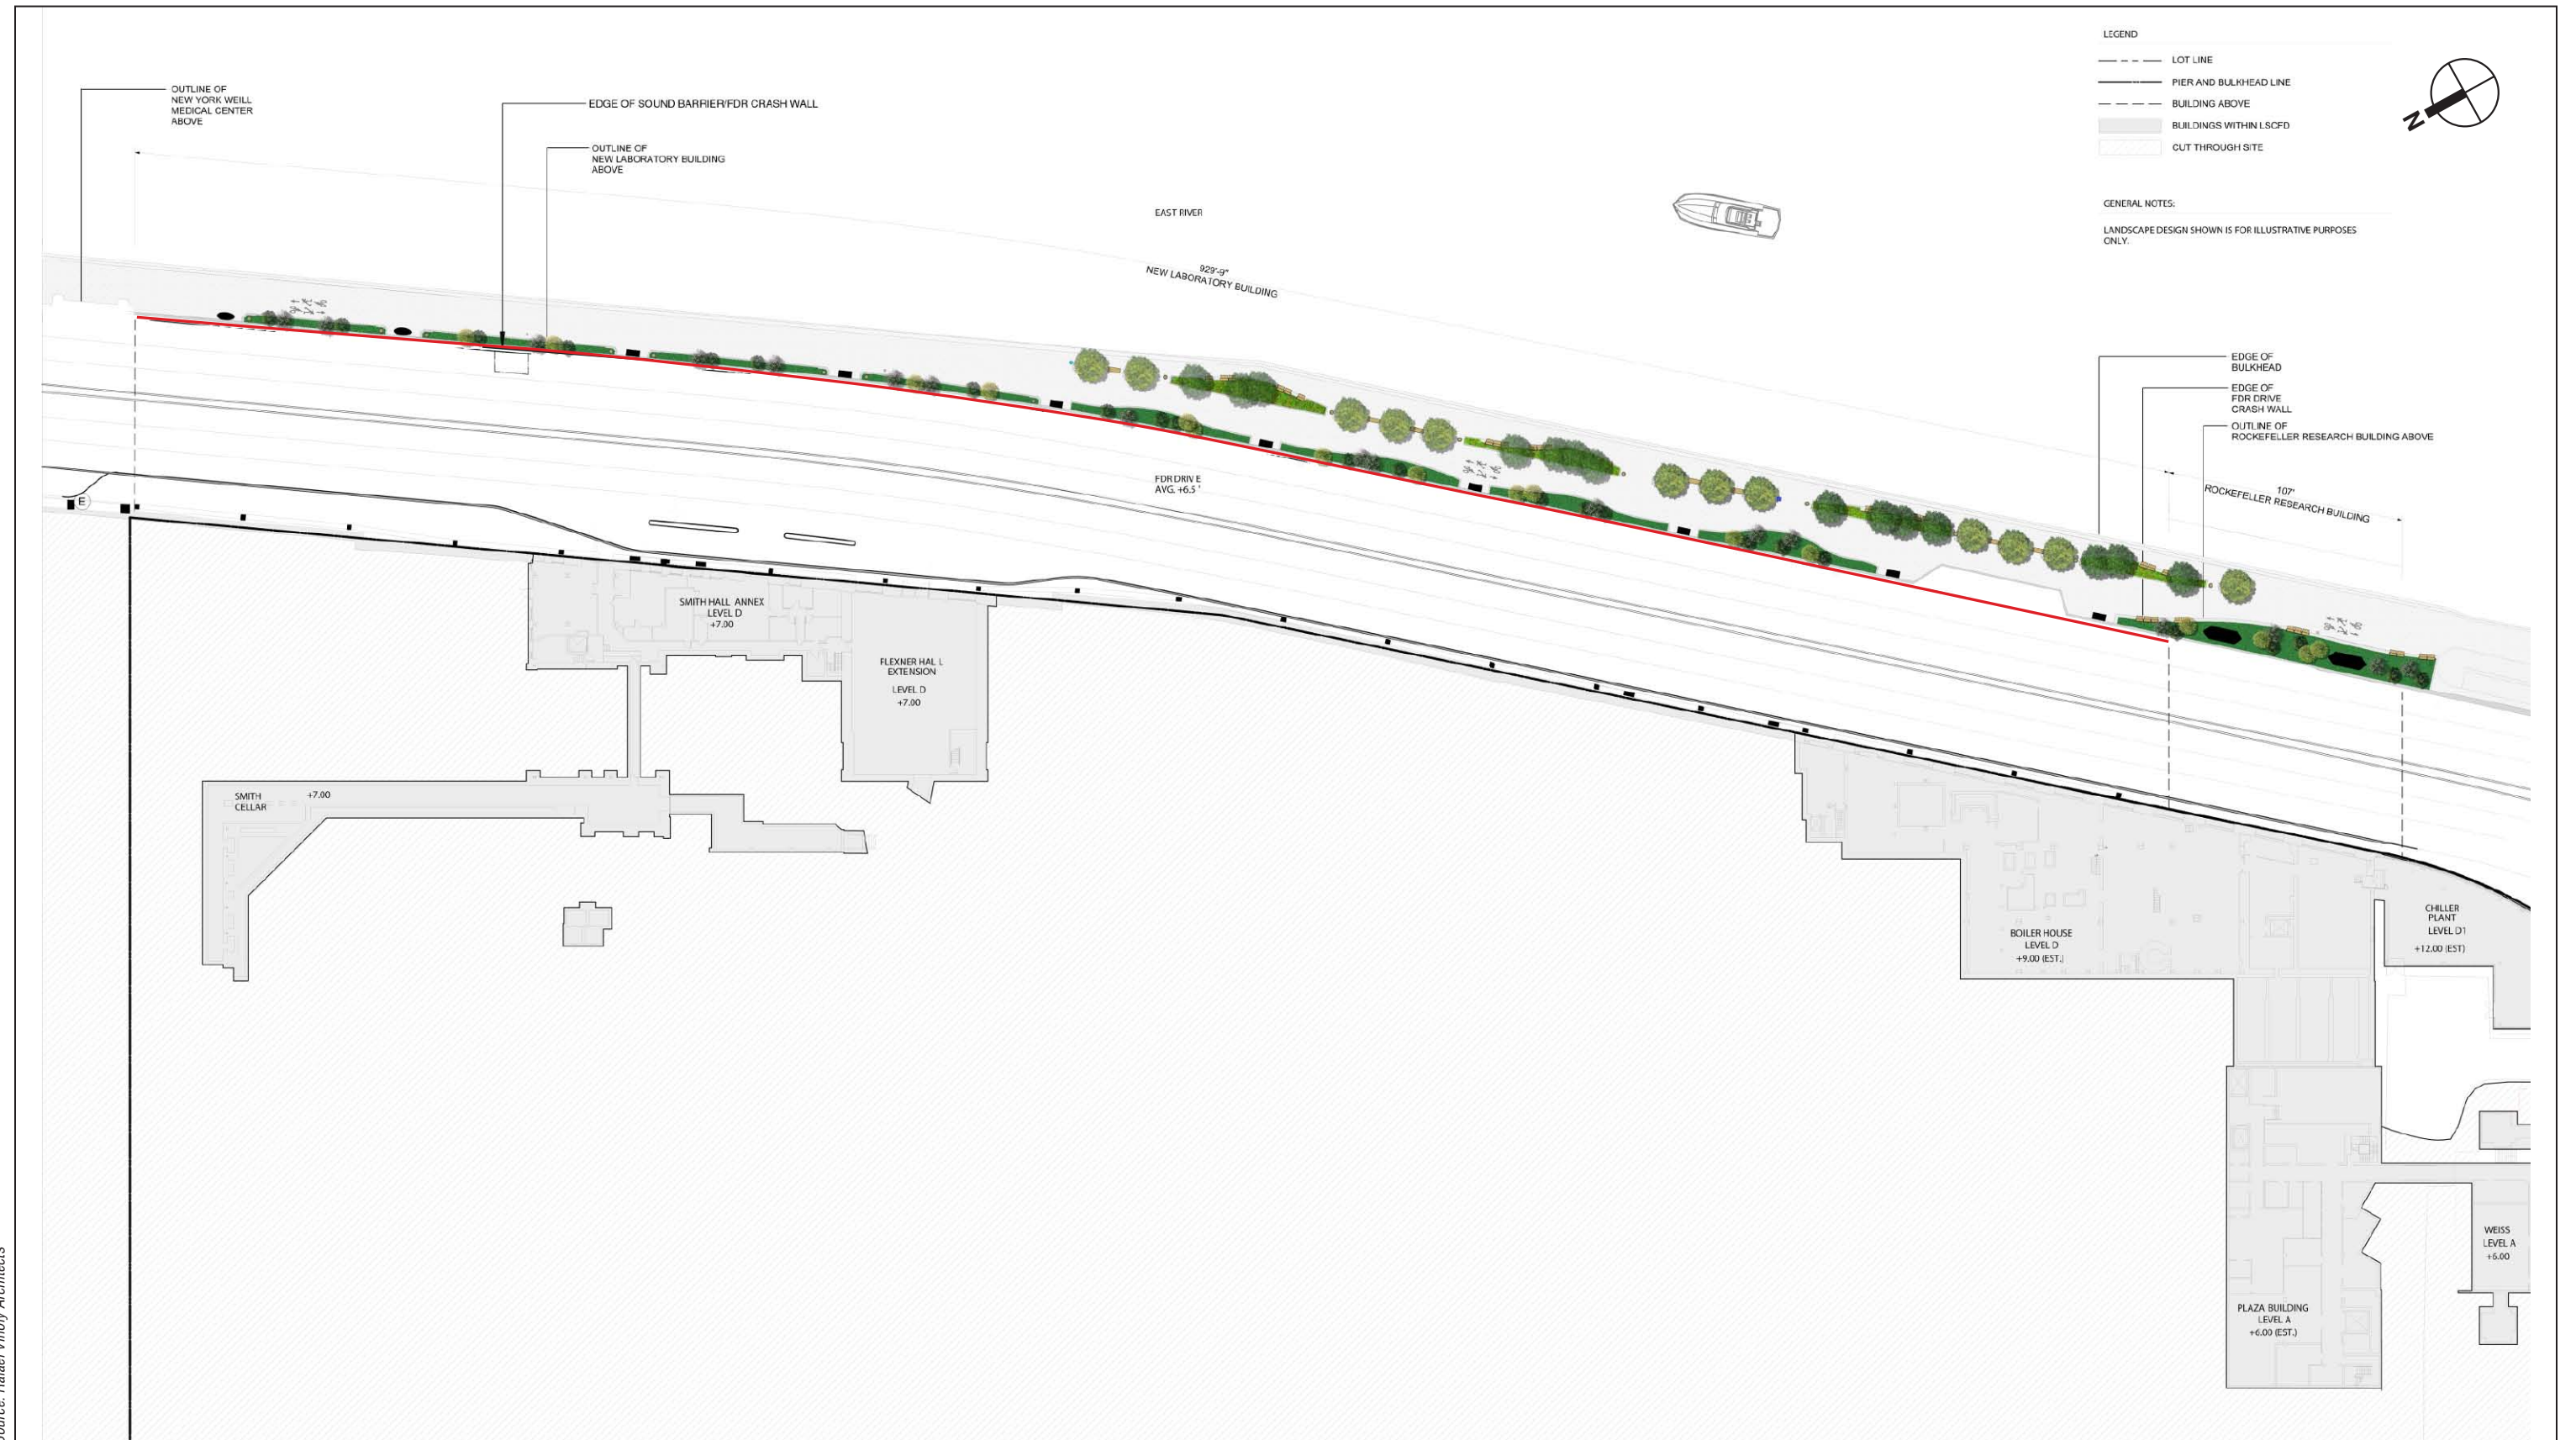 OUTLINE OF
NEW YORK WEILL
MEDICAL CENTER
ABOVE
EDGE OF SOUND BARRIER/FDR CRASH WALL
OUTLINE OF
NEW LABORATORY BUILDING
ABOVE
EAST RIVER
929'-9"
NEW LABORATORY BUILDING
LEGEND
LOT LINE
PIER AND BULKHEAD LINE
BUILDING ABOVE
BUILDINGS WITHIN LSCFD
CUT THROUGH SITE
N
GENERAL NOTES:
LANDSCAPE DESIGN SHOWN IS FOR ILLUSTRATIVE PURPOSES
ONLY.
EDGE OF
BULKHEAD
EDGE OF
FDR DRIVE
CRASH WALL
OUTLINE OF
ROCKEFELLER RESEARCH BUILDING ABOVE
107'
ROCKEFELLER RESEARCH BUILDING
FDR DRIVE
AVG. +6.5'
E
SMITH HALL ANNEX
LEVEL D
+7.00
FLEXNER HALL
EXTENSION
LEVEL D
+7.00
SMITH
CELLAR
+7.00
BOILER HOUSE
LEVEL D
+9.00 (EST.)
CHILLER
PLANT
LEVEL D1
+12.00 (EST)
WEISS
LEVEL A
+6.00
PLAZA BUILDING
LEVEL A
+6.00 (EST.)
Source: Rafael Viñoly Architects